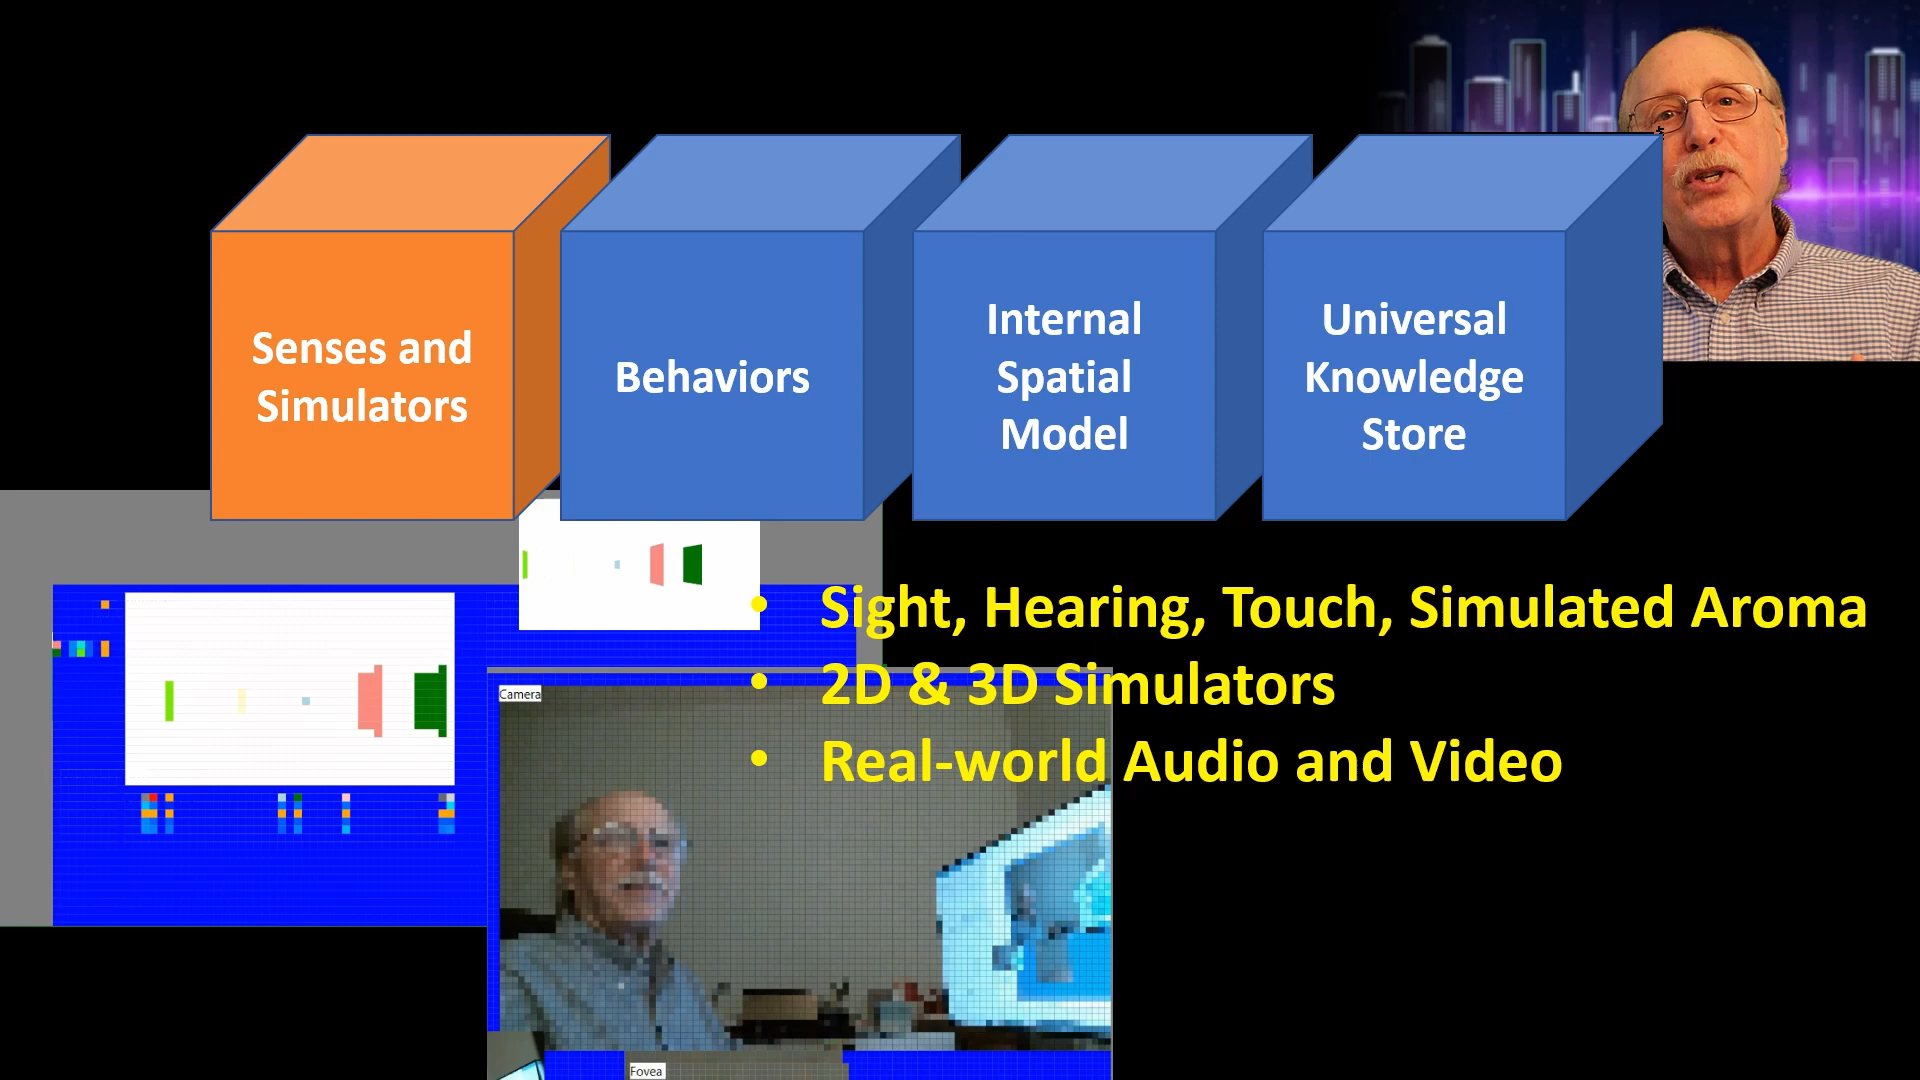 Senses and
Simulators
Behaviors
Internal
Spatial
Model
Universal
Knowledge
Store
• Sight, Hearing, Touch, Simulated Aroma
• 2D & 3D Simulators
• Real-world Audio and Video
Camera
Fovea